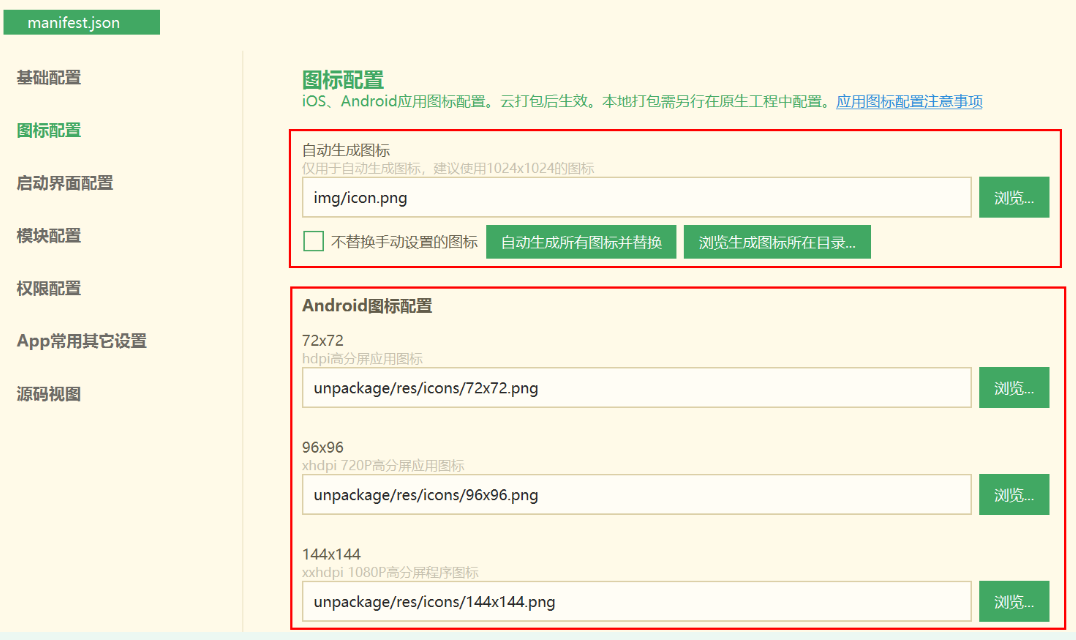 manifest.json
基础配置
图标配置
启动界面配置
模块配置
权限配置
App常用其它设置
源码视图
图标配置
iOS、Android应用图标配置。云打包后生效。本地打包需另行在原生工程中配置。应用图标配置注意事项
自动生成图标
仅用于自动生成图标，建议使用1024x1024的图标
img/icon.png 浏览...
不替换手动设置的图标 自动生成所有图标并替换 浏览生成图标所在目录...
Android图标配置
72x72
hdpi高分屏应用图标
unpackage/res/icons/72x72.png 浏览...
96x96
xhdpi 720P高分屏应用图标
unpackage/res/icons/96x96.png 浏览...
144x144
xxhdpi 1080P高分屏程序图标
unpackage/res/icons/144x144.png 浏览...